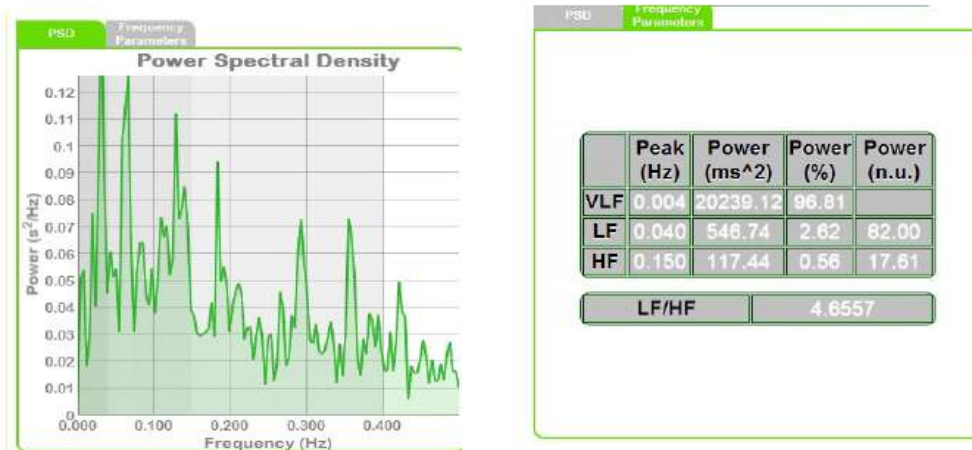 PSD
Frequency
Parameters
Power Spectral Density
0.12
0.11
0.1
0.09
0.08
0.07
0.06
0.05
0.04
0.03
0.02
0.01
0
Power (s²/Hz)
0.000 0.100 0.200 0.300 0.400
Frequency (Hz)
PSD
Frequency
Parameters
Peak Power Power Power
(Hz) (ms^2) (%) (n.u.)
VLF 0.004 20239.12 96.81
LF 0.040 546.74 2.62 82.00
HF 0.150 117.44 0.56 17.61
LF/HF 4.6557